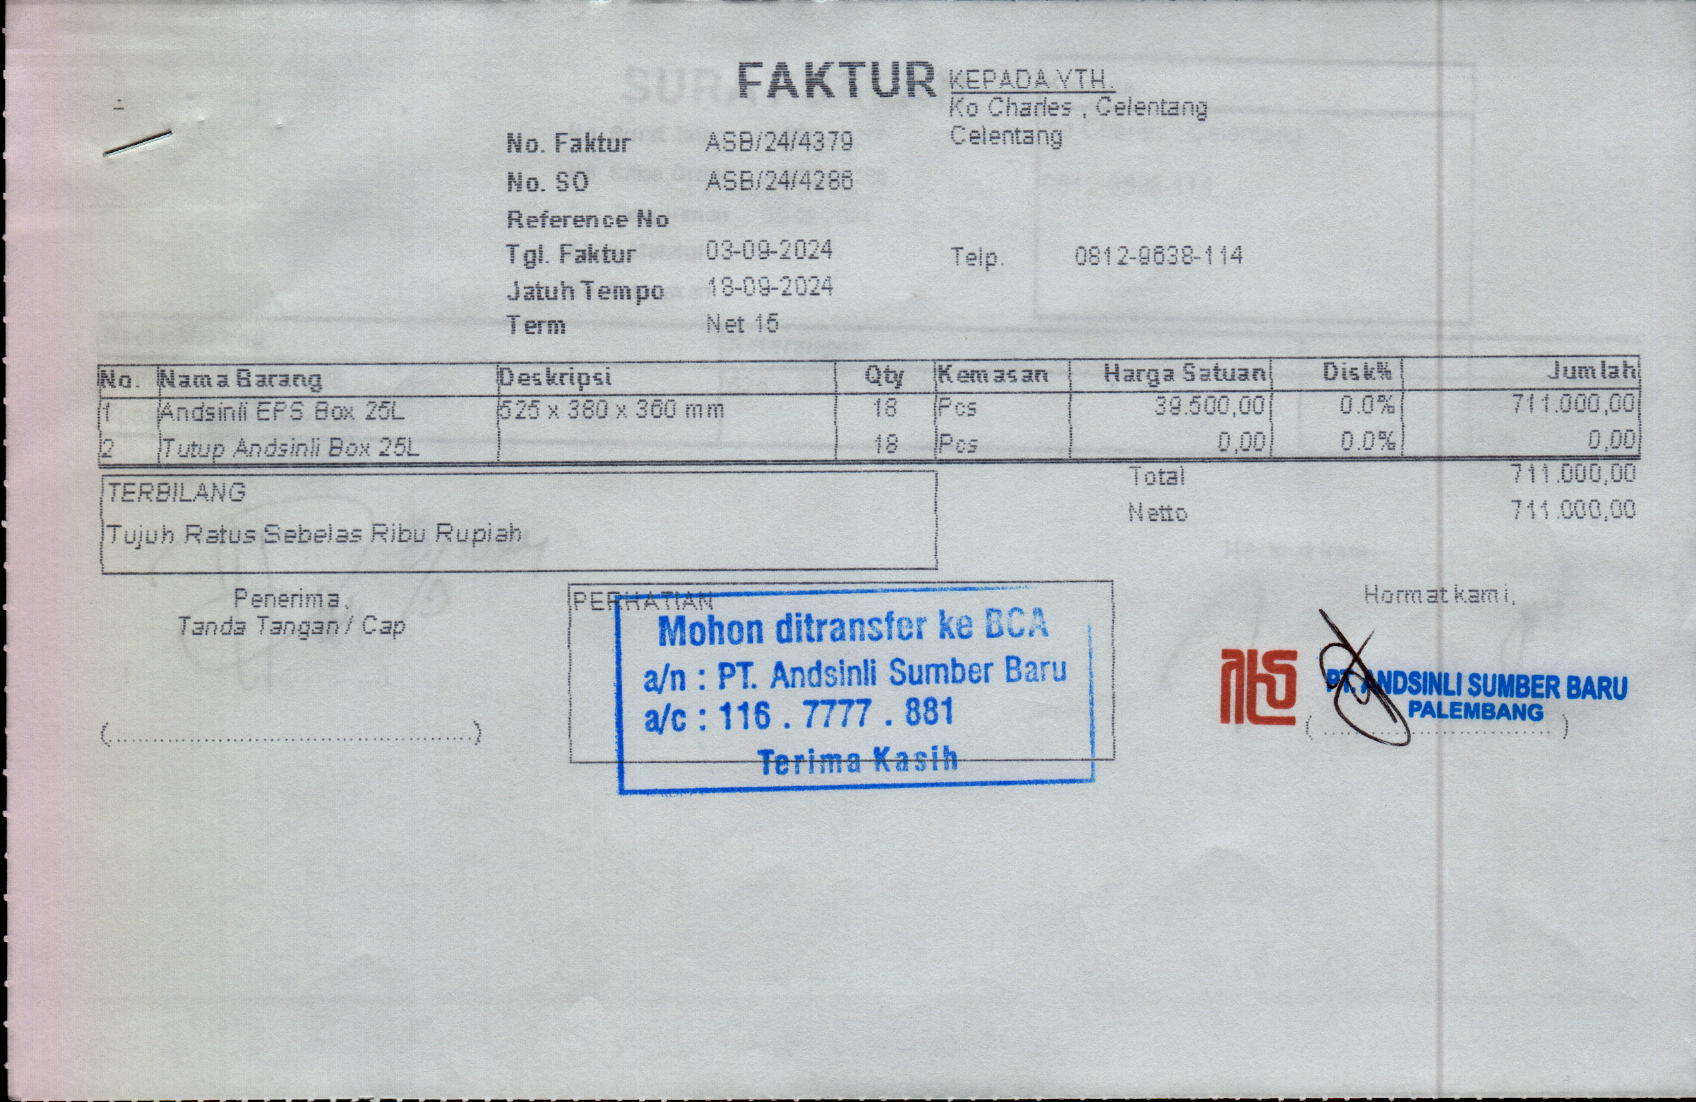 FAKTUR
KEPADA YTH.
Ko Charles , Celentang
Celentang
No. Faktur ASB/24/4379
No. SO ASB/24/4286
Reference No
Tgl. Faktur 03-09-2024
Telp. 0812-9638-114
Jatuh Tempo 18-09-2024
Term Net 15
No. Nama Barang Deskripsi Qty Kemasan Harga Satuan Disk% Jumlah
1 Andsinli EPS Box 25L 525 x 380 x 360 mm 18 Pcs 39.500,00 0.0% 711.000,00
2 Tutup Andsinli Box 25L 18 Pcs 0,00 0.0% 0,00
Total 711.000,00
Netto 711.000,00
TERBILANG
Tujuh Ratus Sebelas Ribu Rupiah
Penerima,
Tanda Tangan / Cap
(............................................)
PERHATIAN
Mohon ditransfer ke BCA
a/n : PT. Andsinli Sumber Baru
a/c : 116 . 7777 . 881
Terima Kasih
Hormat kami,
PT. ANDSINLI SUMBER BARU
PALEMBANG
(............................)